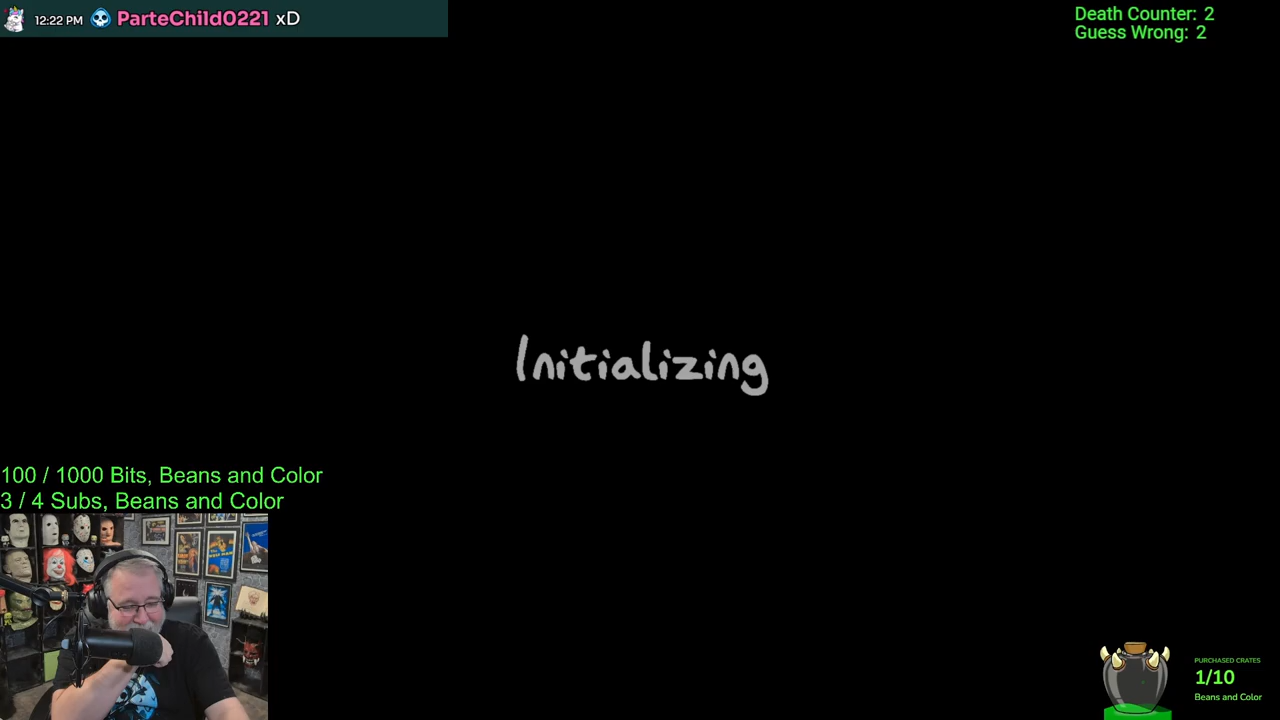 12:22 PM ParteChild0221 xD
Death Counter: 2
Guess Wrong: 2
Initializing
100 / 1000 Bits, Beans and Color
3 / 4 Subs, Beans and Color
PURCHASED CRATES
1/10
Beans and Color